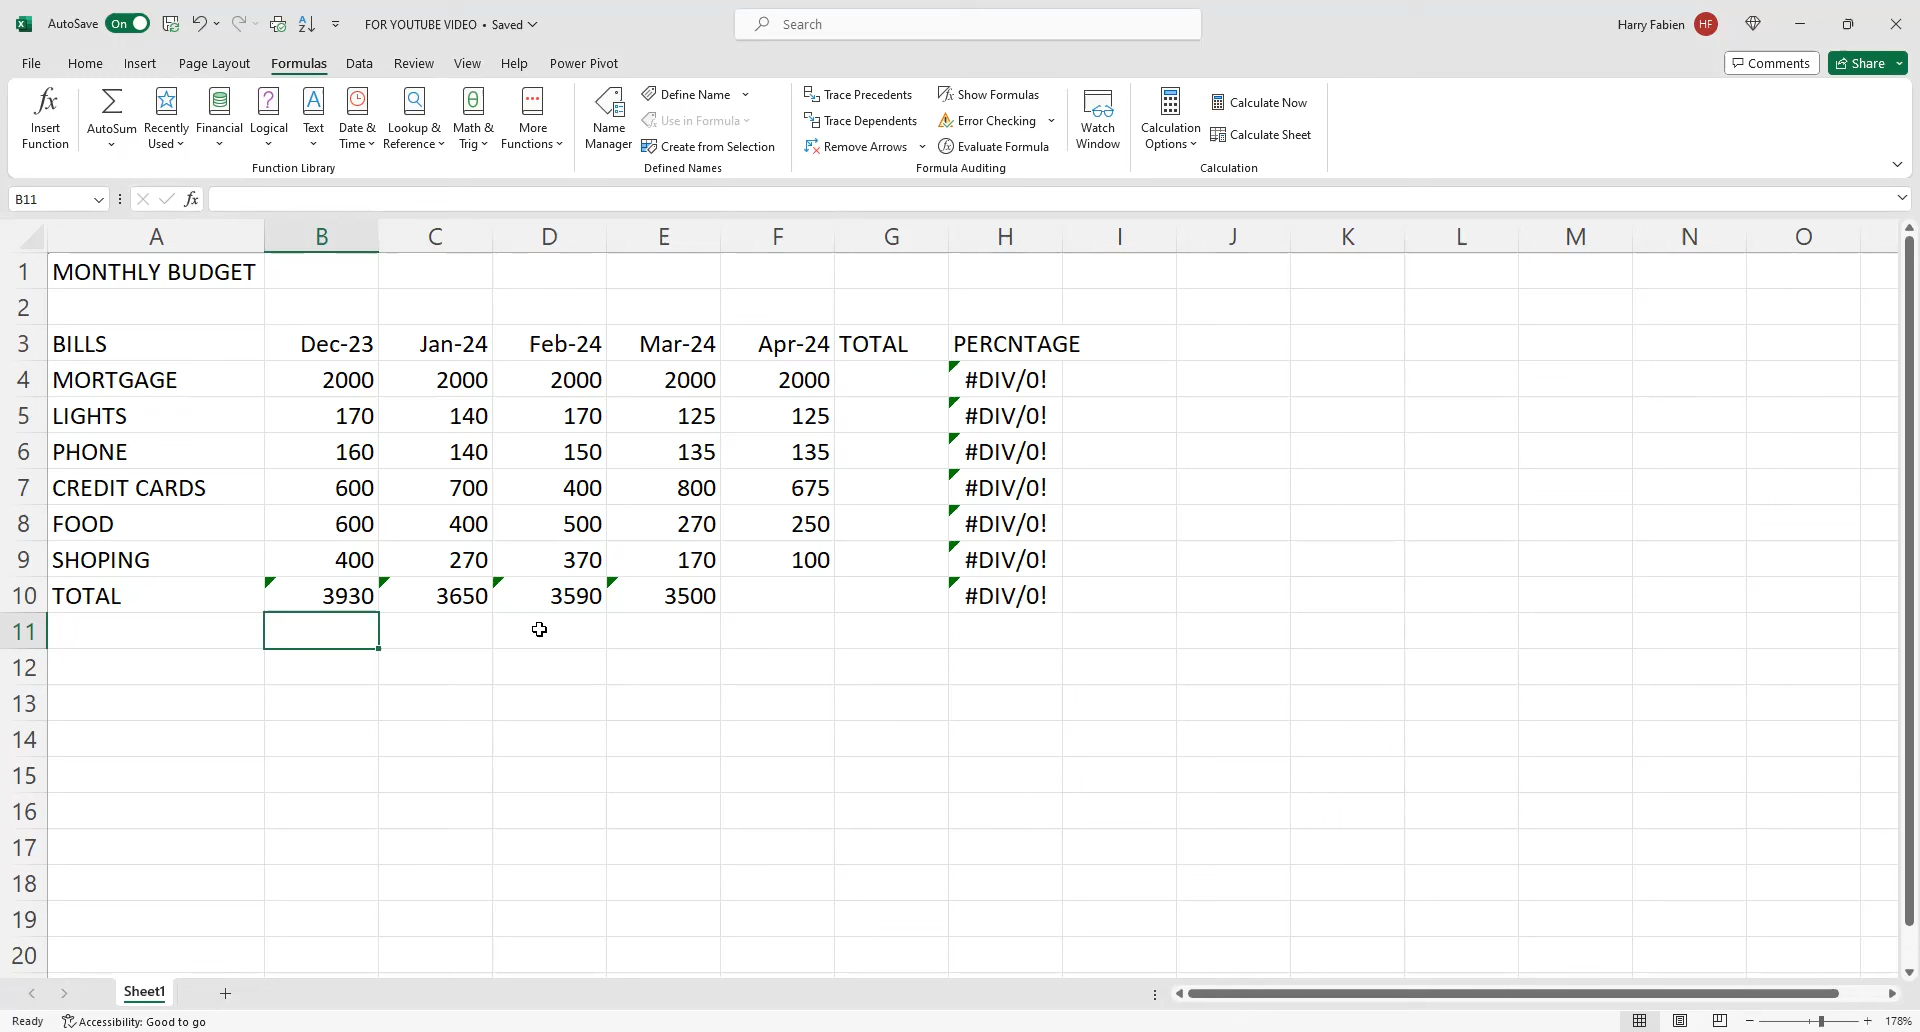 AutoSave On FOR YOUTUBE VIDEO • Saved Search Harry Fabien HF
File Home Insert Page Layout Formulas Data Review View Help Power Pivot Comments Share
Insert Function AutoSum Recently Used Financial Logical Text Date & Time Lookup & Reference Math & Trig More Functions
Function Library
Name Manager Define Name Use in Formula Create from Selection
Defined Names
Trace Precedents Show Formulas
Trace Dependents Error Checking
Remove Arrows Evaluate Formula
Formula Auditing
Watch Window
Calculation Options Calculate Now Calculate Sheet
Calculation
B11 fx
A B C D E F G H I J K L M N O
1 MONTHLY BUDGET
2
3 BILLS Dec-23 Jan-24 Feb-24 Mar-24 Apr-24 TOTAL PERCNTAGE
4 MORTGAGE 2000 2000 2000 2000 2000 #DIV/0!
5 LIGHTS 170 140 170 125 125 #DIV/0!
6 PHONE 160 140 150 135 135 #DIV/0!
7 CREDIT CARDS 600 700 400 800 675 #DIV/0!
8 FOOD 600 400 500 270 250 #DIV/0!
9 SHOPING 400 270 370 170 100 #DIV/0!
10 TOTAL 3930 3650 3590 3500 #DIV/0!
11
12
13
14
15
16
17
18
19
20
Sheet1
Ready Accessibility: Good to go 178%